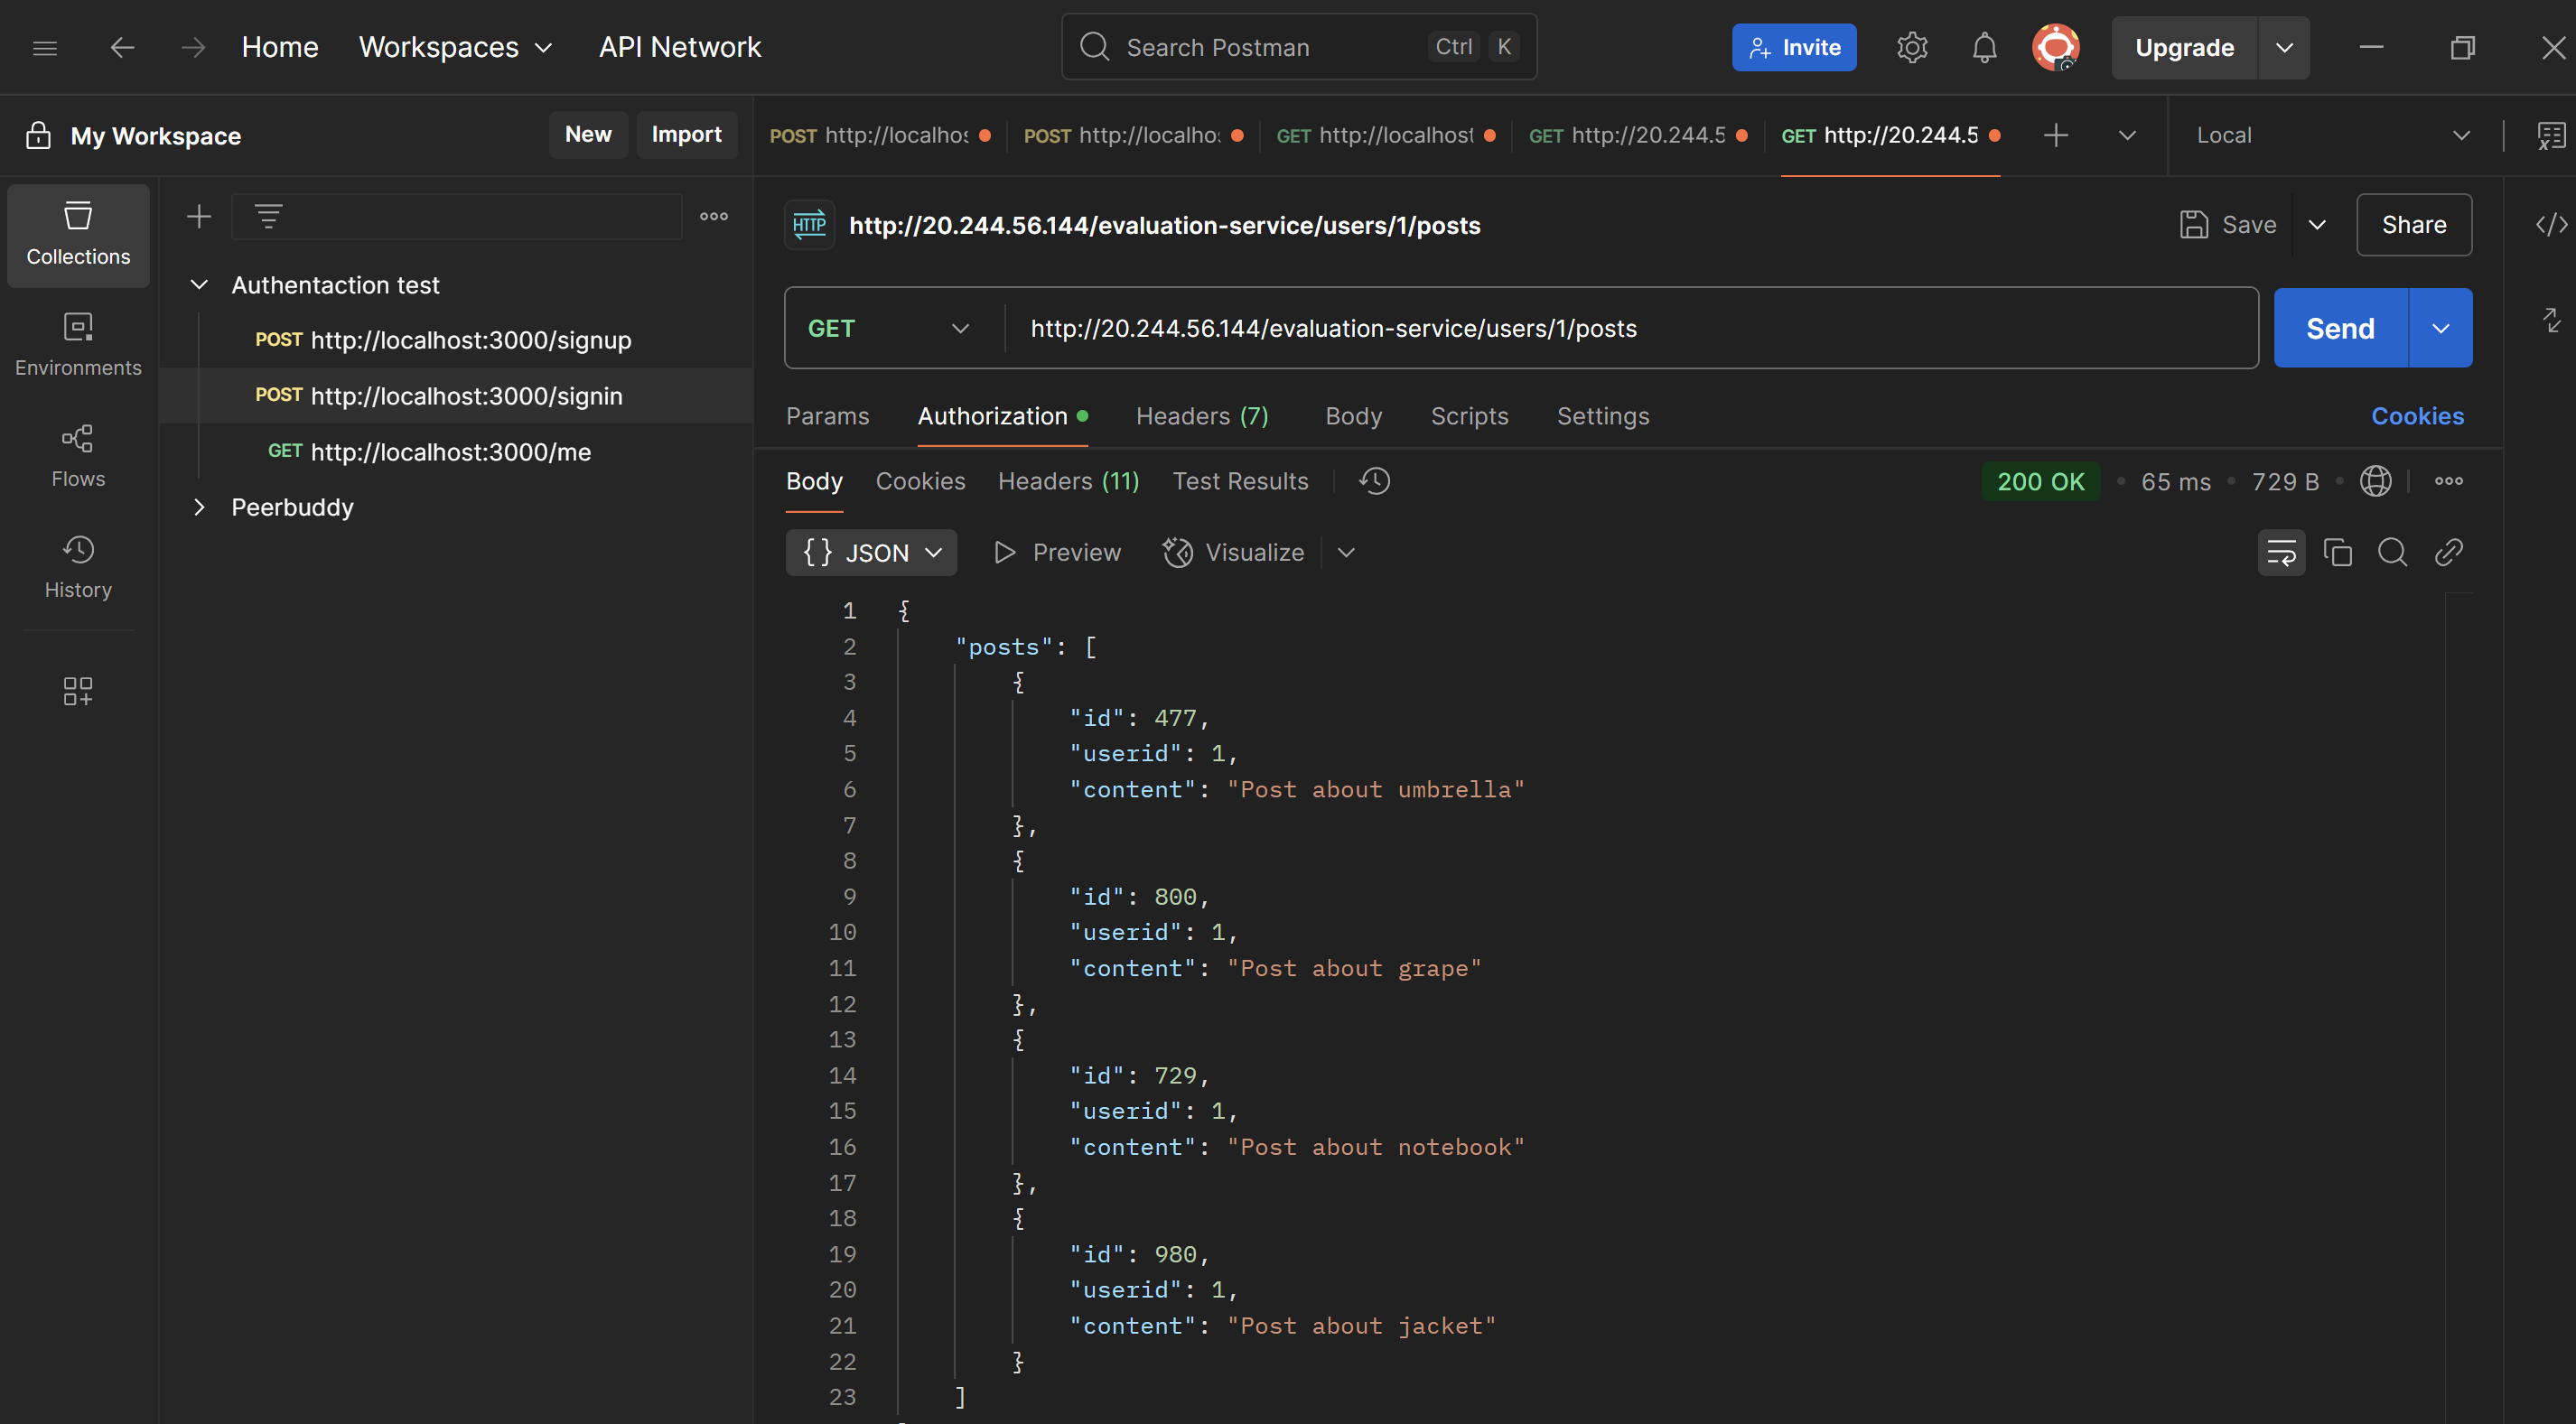 Home Workspaces API Network Search Postman Ctrl K Invite Upgrade
My Workspace New Import POST http://localhos POST http://localho: GET http://localhost GET http://20.244.5 GET http://20.244.5 Local
Collections
Environments
Flows
History
Authentaction test
POST http://localhost:3000/signup
POST http://localhost:3000/signin
GET http://localhost:3000/me
Peerbuddy
HTTP http://20.244.56.144/evaluation-service/users/1/posts Save Share
GET http://20.244.56.144/evaluation-service/users/1/posts Send
Params Authorization Headers (7) Body Scripts Settings Cookies
Body Cookies Headers (11) Test Results 200 OK • 65 ms • 729 B •
{} JSON Preview Visualize
1 {
2 "posts": [
3 {
4 "id": 477,
5 "userid": 1,
6 "content": "Post about umbrella"
7 },
8 {
9 "id": 800,
10 "userid": 1,
11 "content": "Post about grape"
12 },
13 {
14 "id": 729,
15 "userid": 1,
16 "content": "Post about notebook"
17 },
18 {
19 "id": 980,
20 "userid": 1,
21 "content": "Post about jacket"
22 }
23 ]